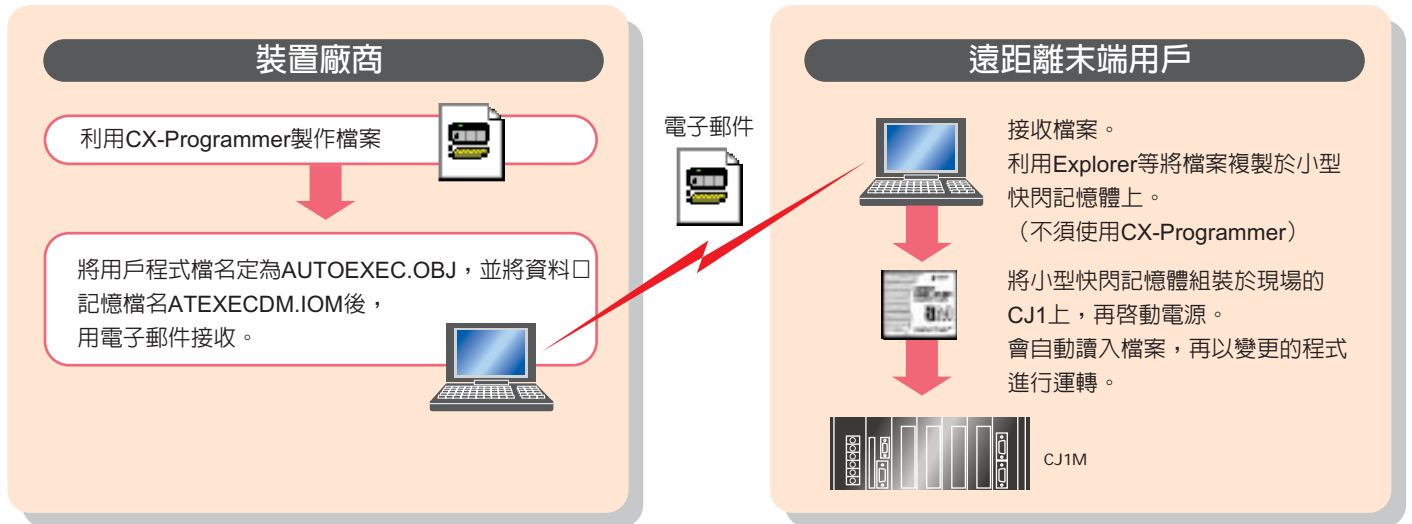 裝置廠商
利用CX-Programmer製作檔案
將用戶程式檔名定為AUTOEXEC.OBJ，並將資料□
記憶檔名ATEXECDM.IOM後，
用電子郵件接收。
電子郵件
遠距離末端用戶
接收檔案。
利用Explorer等將檔案複製於小型
快閃記憶體上。
（不須使用CX-Programmer）
將小型快閃記憶體組裝於現場的
CJ1上，再啓動電源。
會自動讀入檔案，再以變更的程式
進行運轉。
CJ1M